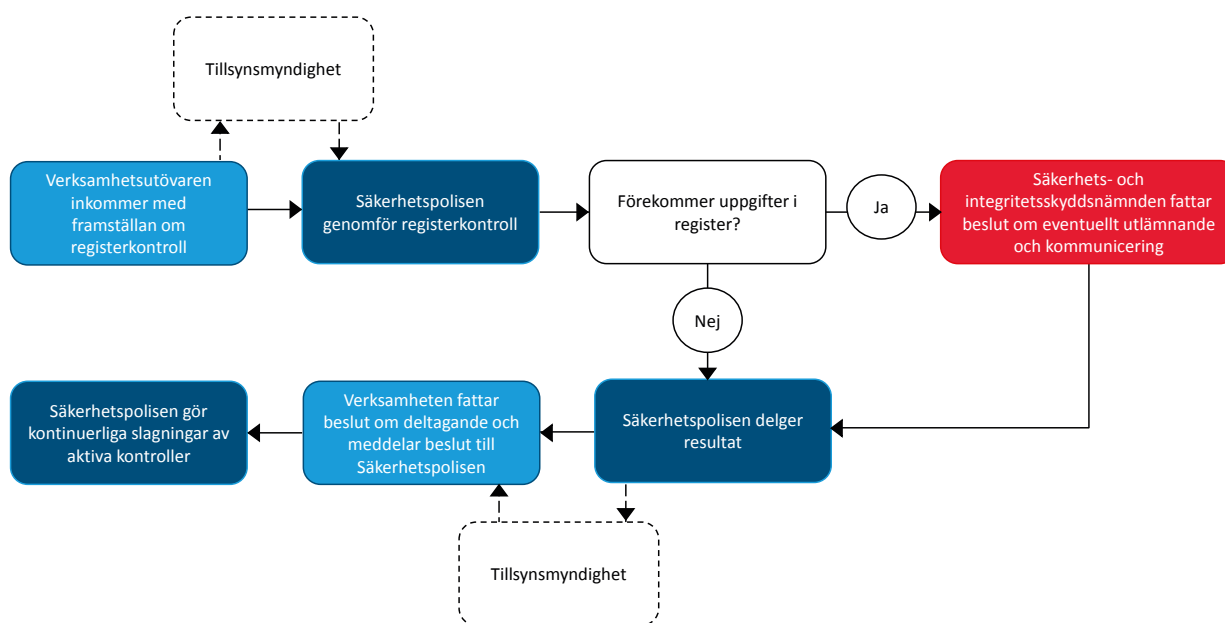 Tillsynsmyndighet
Verksamhetsutövaren
inkommer med
framställan om
registerkontroll
Säkerhetspolisen
genomför registerkontroll
Förekommer uppgifter i
register?
Ja
Säkerhets- och
integritetsskyddsnämnden fattar
beslut om eventuellt utlämnande
och kommunicering
Nej
Säkerhetspolisen gör
kontinuerliga slagningar av
aktiva kontroller
Verksamheten fattar
beslut om deltagande och
meddelar beslut till
Säkerhetspolisen
Säkerhetspolisen delger
resultat
Tillsynsmyndighet